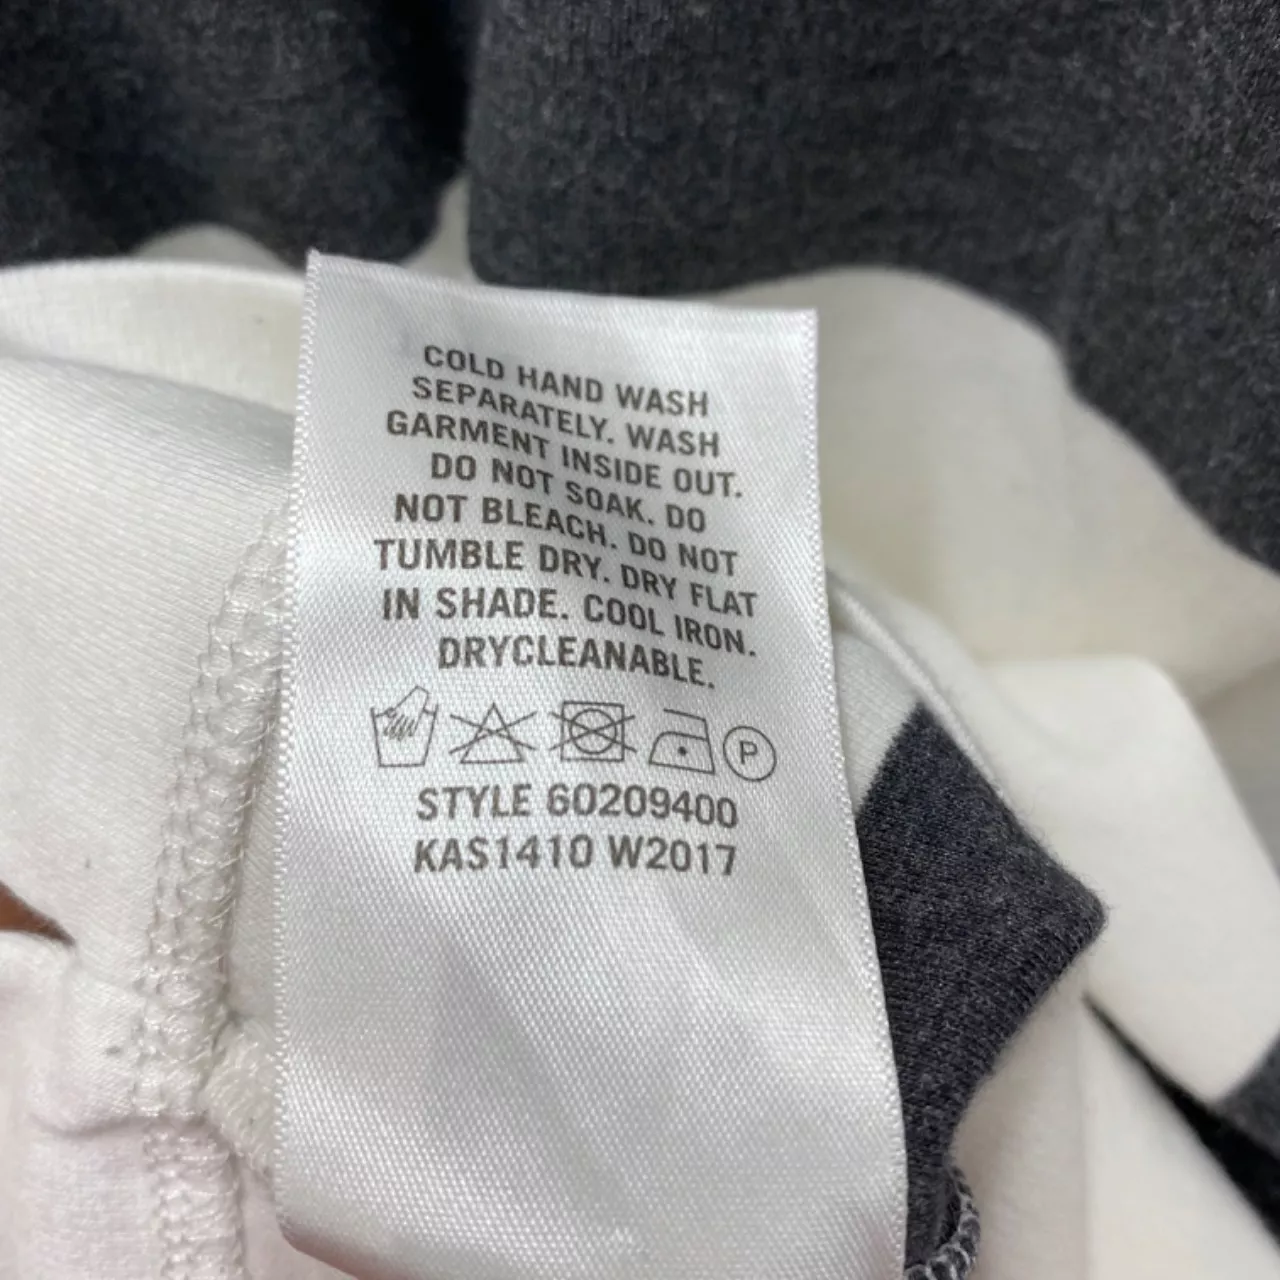 COLD HAND WASH
SEPARATELY. WASH
GARMENT INSIDE OUT.
DO NOT SOAK. DO
NOT BLEACH. DO NOT
TUMBLE DRY. DRY FLAT
IN SHADE. COOL IRON.
DRYCLEANABLE.
P
STYLE 60209400
KAS1410 W2017